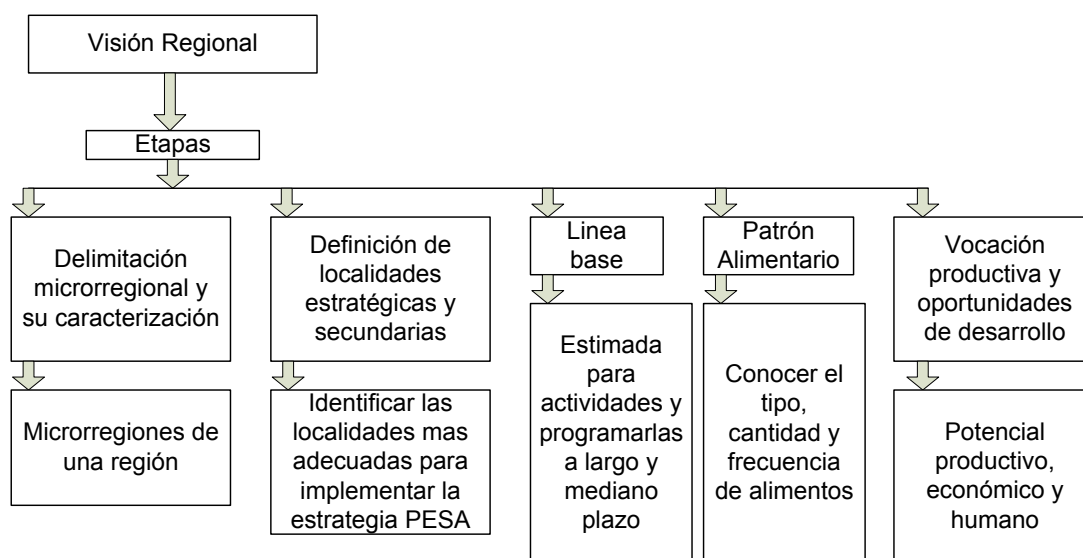 Visión Regional
Etapas
Delimitación
microrregional y
su caracterización
Definición de
localidades
estratégicas y
secundarias
Linea
base
Patrón
Alimentario
Vocación
productiva y
oportunidades
de desarrollo
Microrregiones de
una región
Identificar las
localidades mas
adecuadas para
implementar la
estrategia PESA
Estimada
para
actividades y
programarlas
a largo y
mediano
plazo
Conocer el
tipo,
cantidad y
frecuencia
de alimentos
Potencial
productivo,
económico y
humano